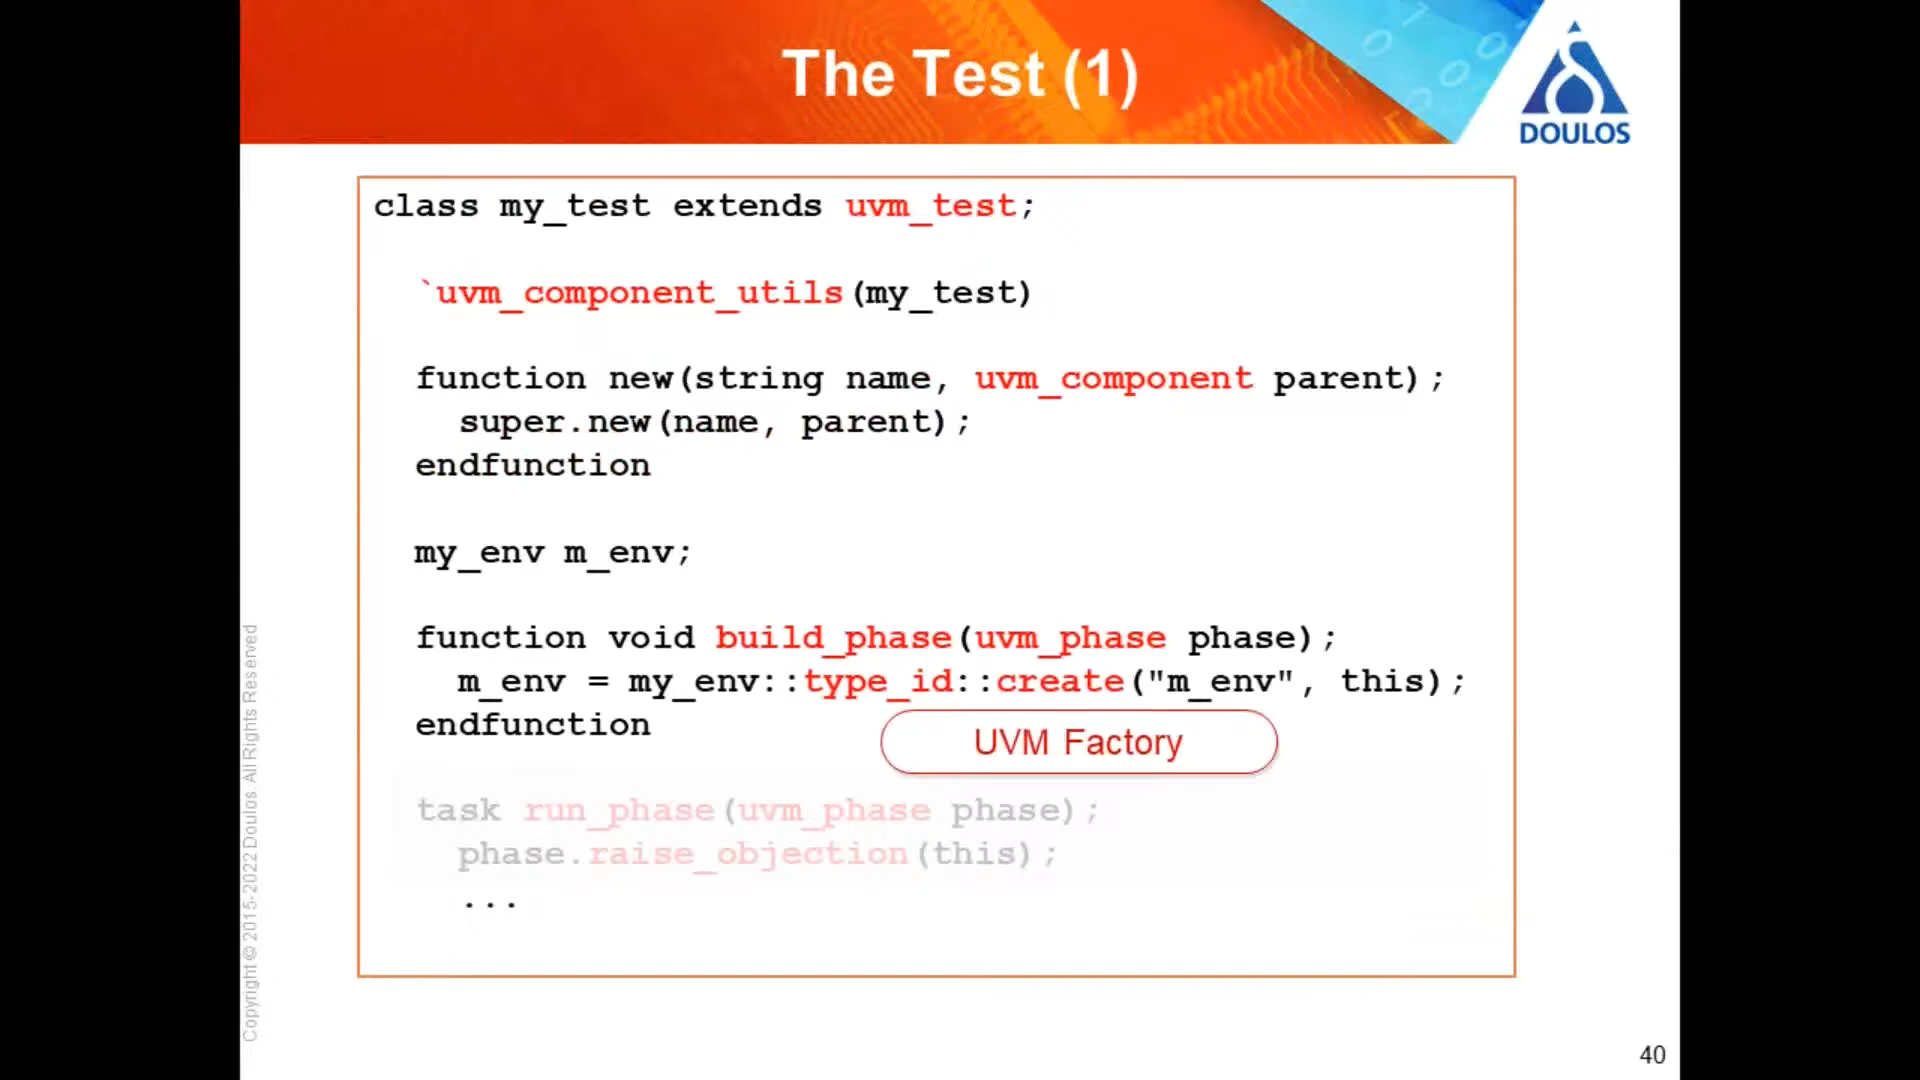 The Test (1)
DOULOS
class my_test extends uvm_test;
`uvm_component_utils(my_test)
function new(string name, uvm_component parent);
super.new(name, parent);
endfunction
my_env m_env;
function void build_phase(uvm_phase phase);
m_env = my_env::type_id::create("m_env", this);
endfunction
UVM Factory
task run_phase(uvm_phase phase);
phase.raise_objection(this);
...
Copyright © 2015-2022 Doulos. All Rights Reserved
40